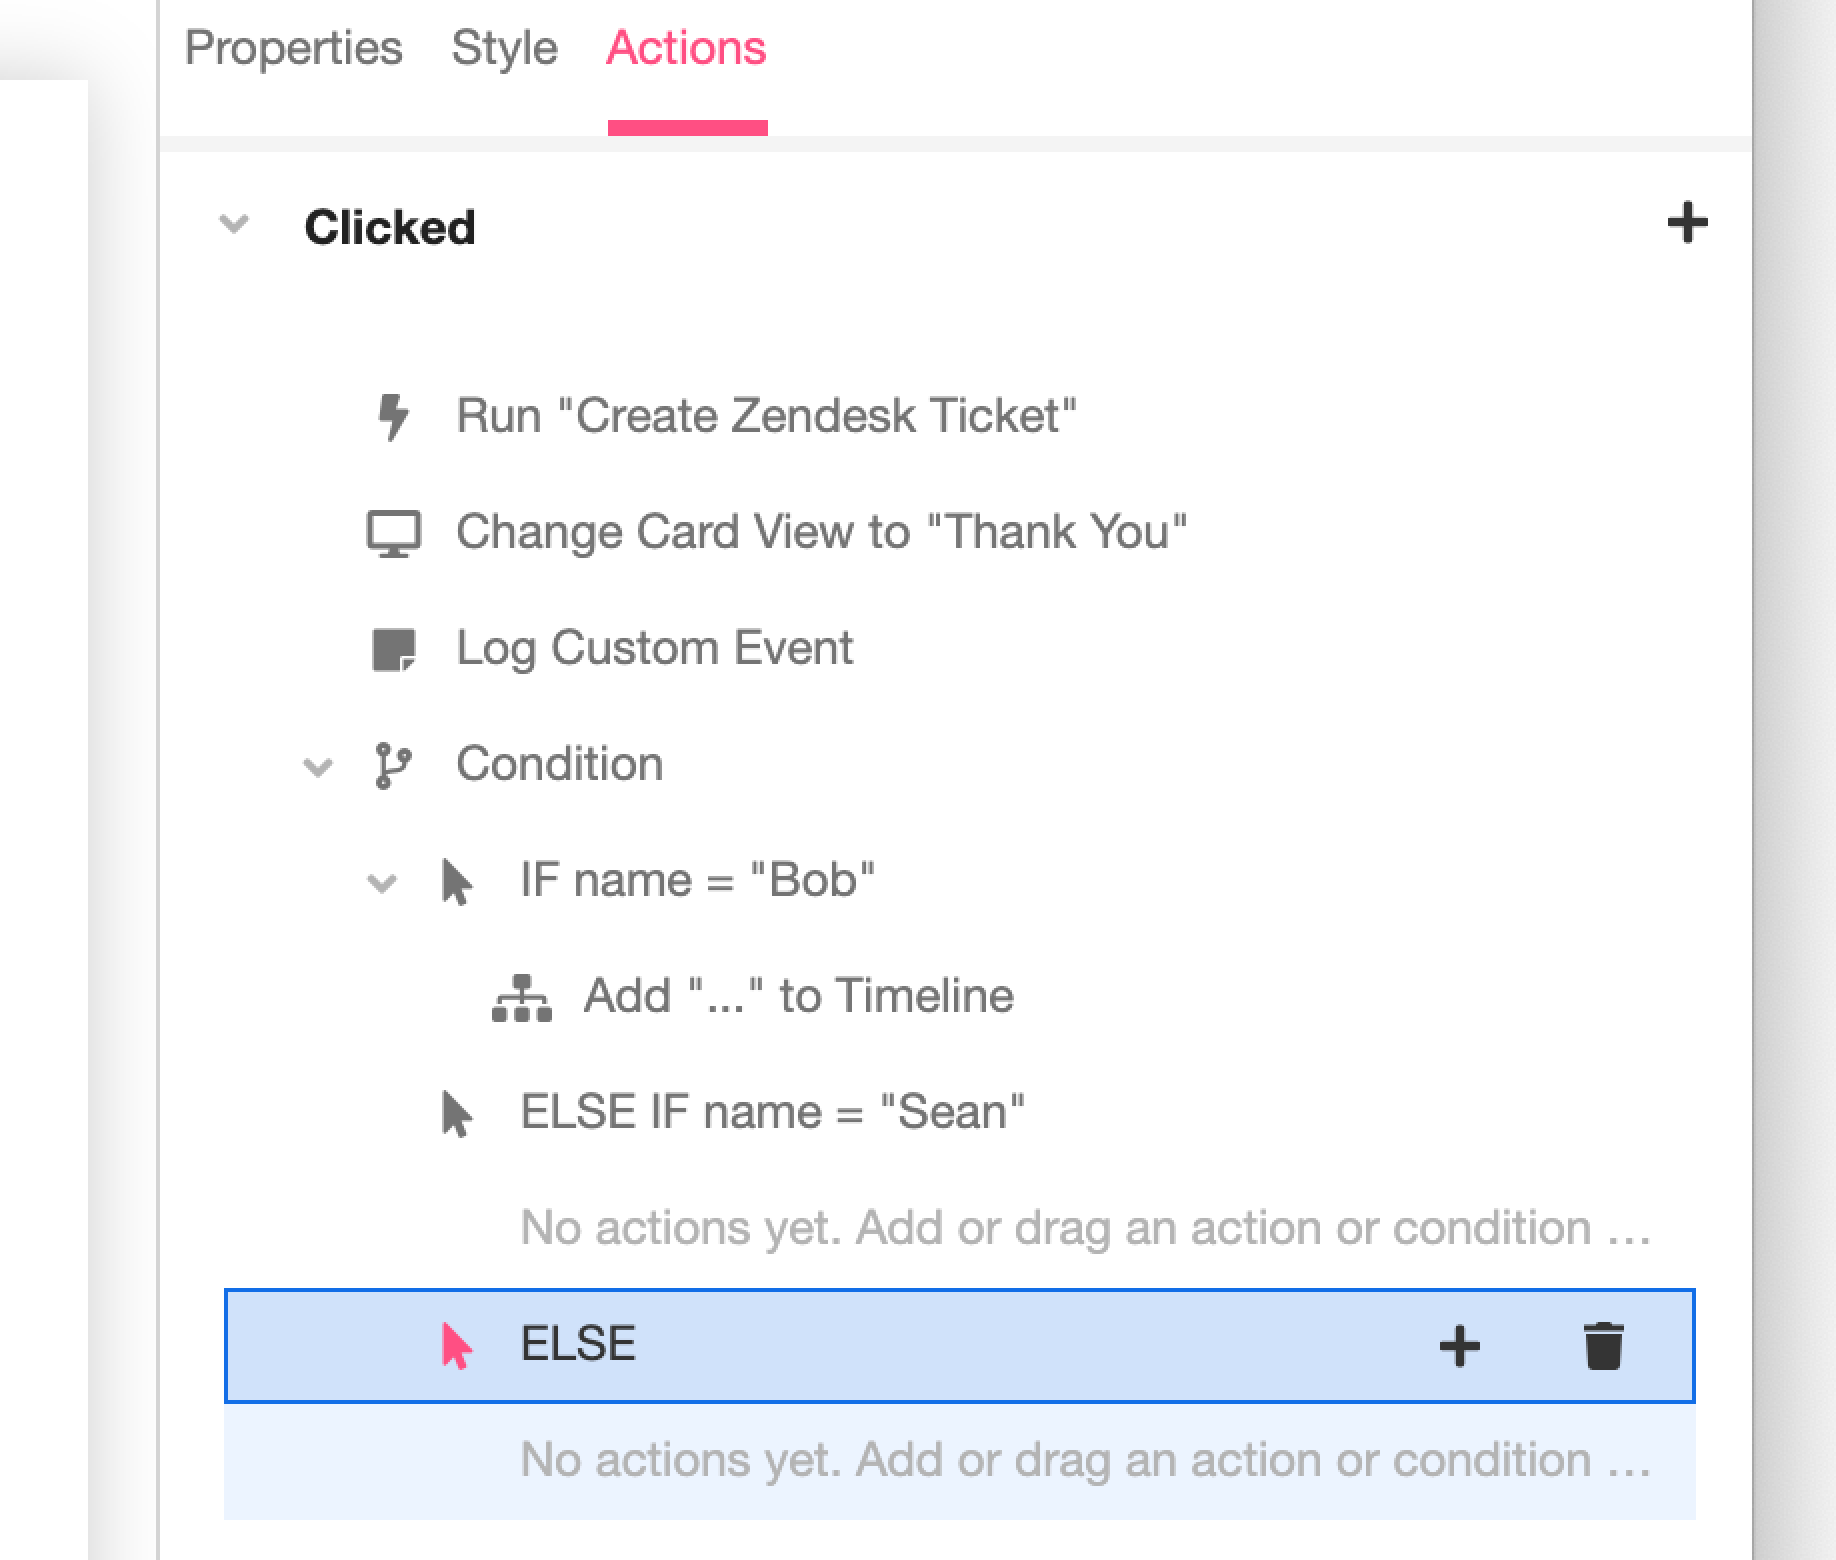 Properties Style Actions
Clicked
Run "Create Zendesk Ticket"
Change Card View to "Thank You"
Log Custom Event
Condition
IF name = "Bob"
Add "..." to Timeline
ELSE IF name = "Sean"
No actions yet. Add or drag an action or condition ...
ELSE
No actions yet. Add or drag an action or condition ...